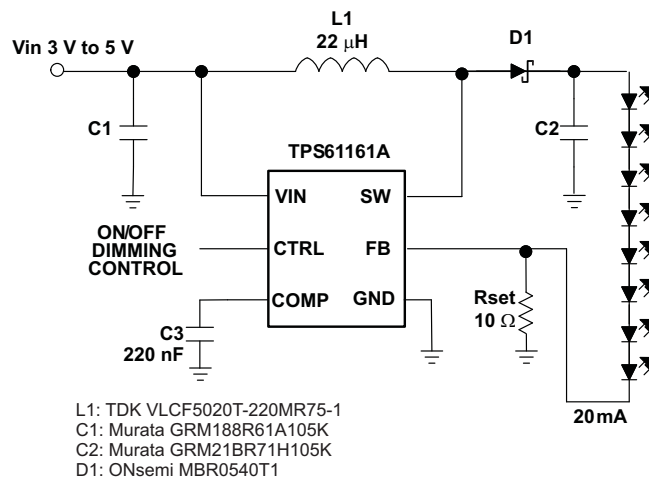 L1
Vin 3 V to 5 V
22 μH
D1
C1
C2
TPS61161A
VIN
SW
ON/OFF
DIMMING
CONTROL
CTRL
FB
COMP
GND
Rset
10 Ω
C3
220 nF
20mA
L1: TDK VLCF5020T-220MR75-1
C1: Murata GRM188R61A105K
C2: Murata GRM21BR71H105K
D1: ONsemi MBR0540T1